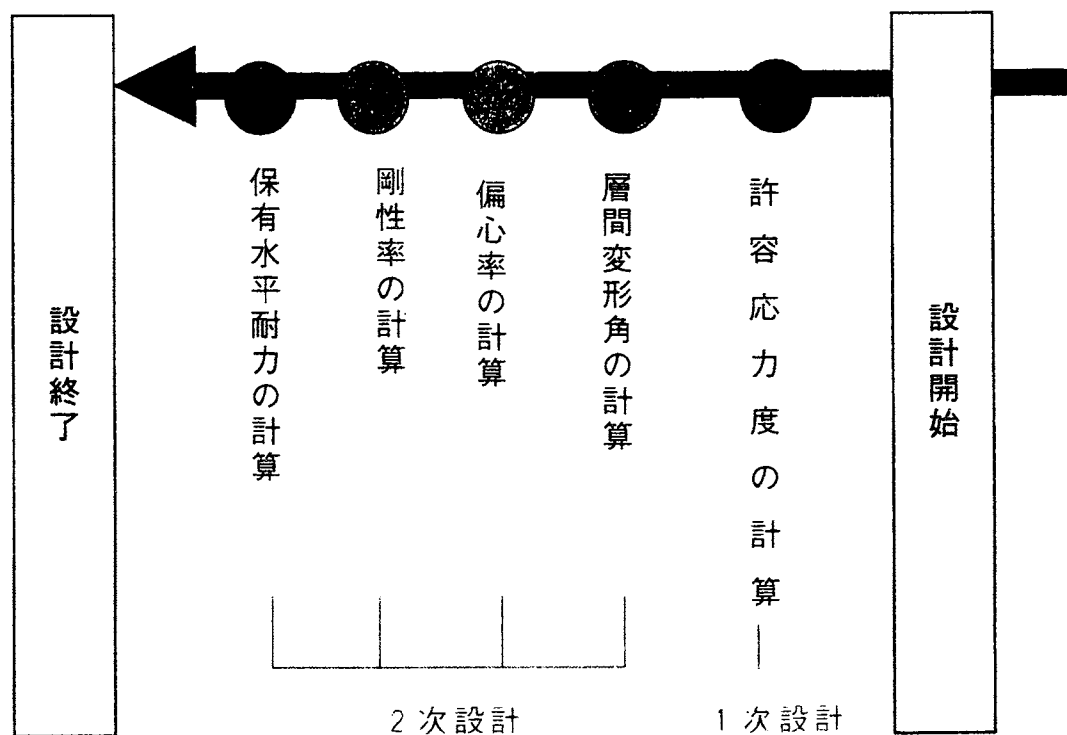 設計開始
許容応力度の計算
層間変形角の計算
偏心率の計算
剛性率の計算
保有水平耐力の計算
設計終了
1次設計
2次設計